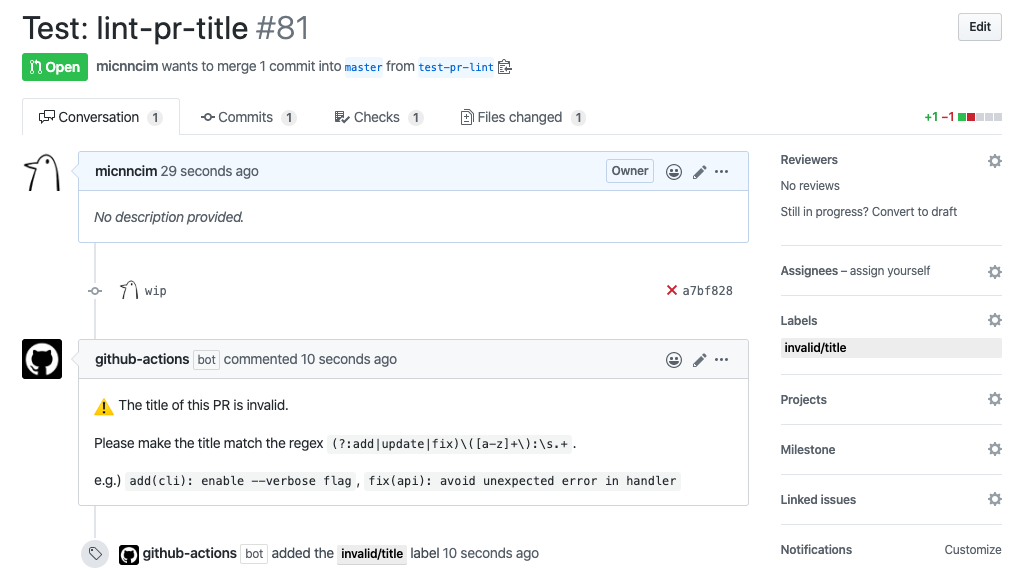 Test: lint-pr-title #81
Edit
Open
micnncim wants to merge 1 commit into master from test-pr-lint
Conversation 1
Commits 1
Checks 1
Files changed 1
+1 −1
micnncim 29 seconds ago
Owner
No description provided.
wip
a7bf828
github-actions bot commented 10 seconds ago
The title of this PR is invalid.
Please make the title match the regex (?:add|update|fix)\([a-z]+\):\s.+ .
e.g.) add(cli): enable --verbose flag , fix(api): avoid unexpected error in handler
github-actions bot added the invalid/title label 10 seconds ago
Reviewers
No reviews
Still in progress? Convert to draft
Assignees – assign yourself
Labels
invalid/title
Projects
Milestone
Linked issues
Notifications
Customize